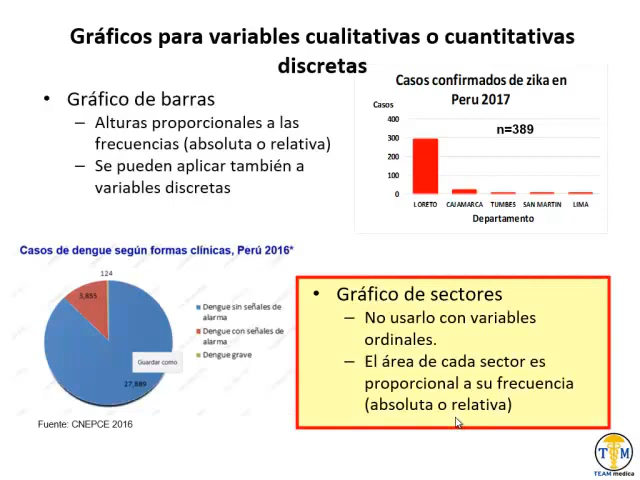 Gráficos para variables cualitativas o cuantitativas
discretas
• Gráfico de barras
– Alturas proporcionales a las
frecuencias (absoluta o relativa)
– Se pueden aplicar también a
variables discretas
Casos confirmados de zika en
Peru 2017
Casos
n=389
400
300
200
100
0
LORETO CAJAMARCA TUMBES SAN MARTIN LIMA
Departamento
Casos de dengue según formas clínicas, Perú 2016*
124
3,855
27,889
Guardar como
Dengue sin señales de
alarma
Dengue con señales de
alarma
Dengue grave
Fuente: CNEPCE 2016
• Gráfico de sectores
– No usarlo con variables
ordinales.
– El área de cada sector es
proporcional a su frecuencia
(absoluta o relativa)
T M
TEAM medica